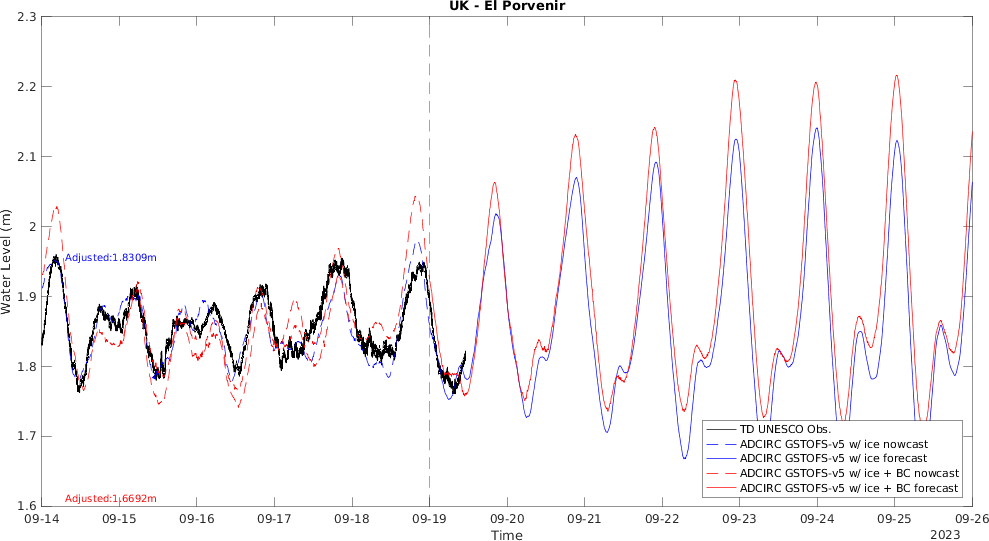 UK - El Porvenir
2.3
2.2
2.1
2
1.9
1.8
1.7
1.6
Water Level (m)
Adjusted:1.8309m
Adjusted:1.6692m
TD UNESCO Obs.
ADCIRC GSTOFS-v5 w/ ice nowcast
ADCIRC GSTOFS-v5 w/ ice forecast
ADCIRC GSTOFS-v5 w/ ice + BC nowcast
ADCIRC GSTOFS-v5 w/ ice + BC forecast
09-14 09-15 09-16 09-17 09-18 09-19 09-20 09-21 09-22 09-23 09-24 09-25 09-26
Time
2023